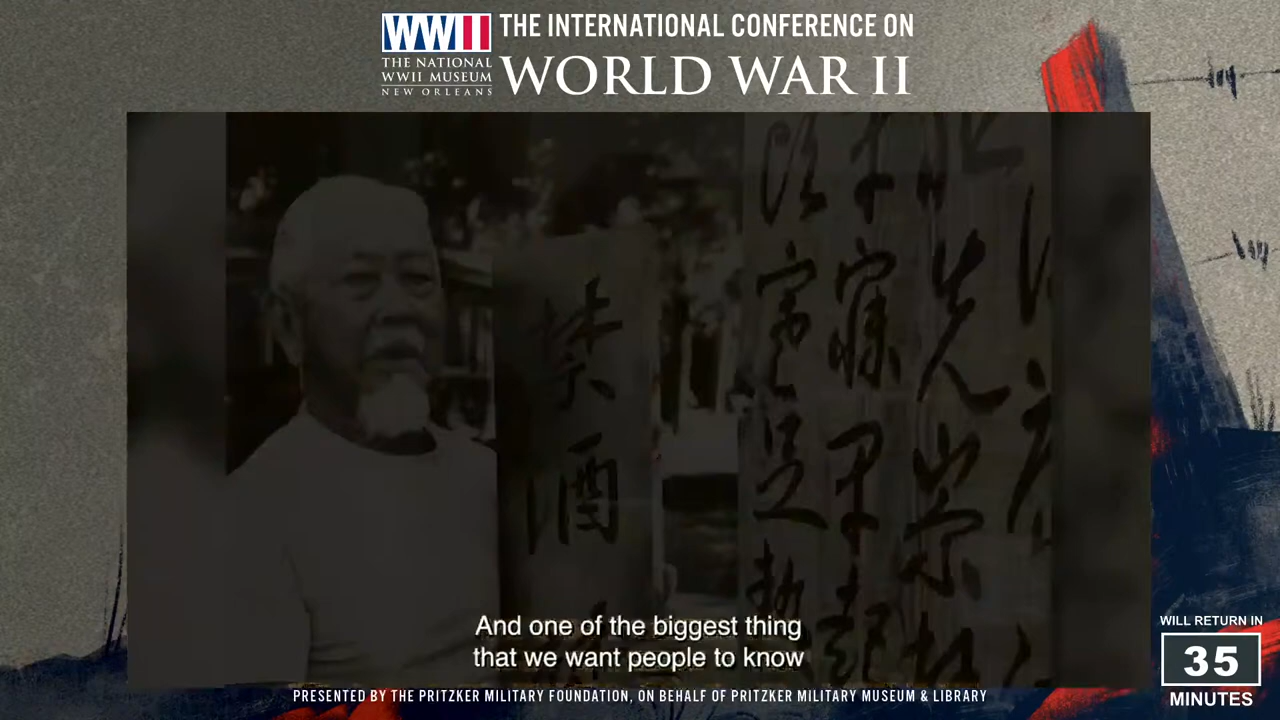 WWII
THE NATIONAL
WWII MUSEUM
NEW ORLEANS
THE INTERNATIONAL CONFERENCE ON
WORLD WAR II
禁
酒
And one of the biggest thing
that we want people to know
PRESENTED BY THE PRITZKER MILITARY FOUNDATION, ON BEHALF OF PRITZKER MILITARY MUSEUM & LIBRARY
WILL RETURN IN
35
MINUTES